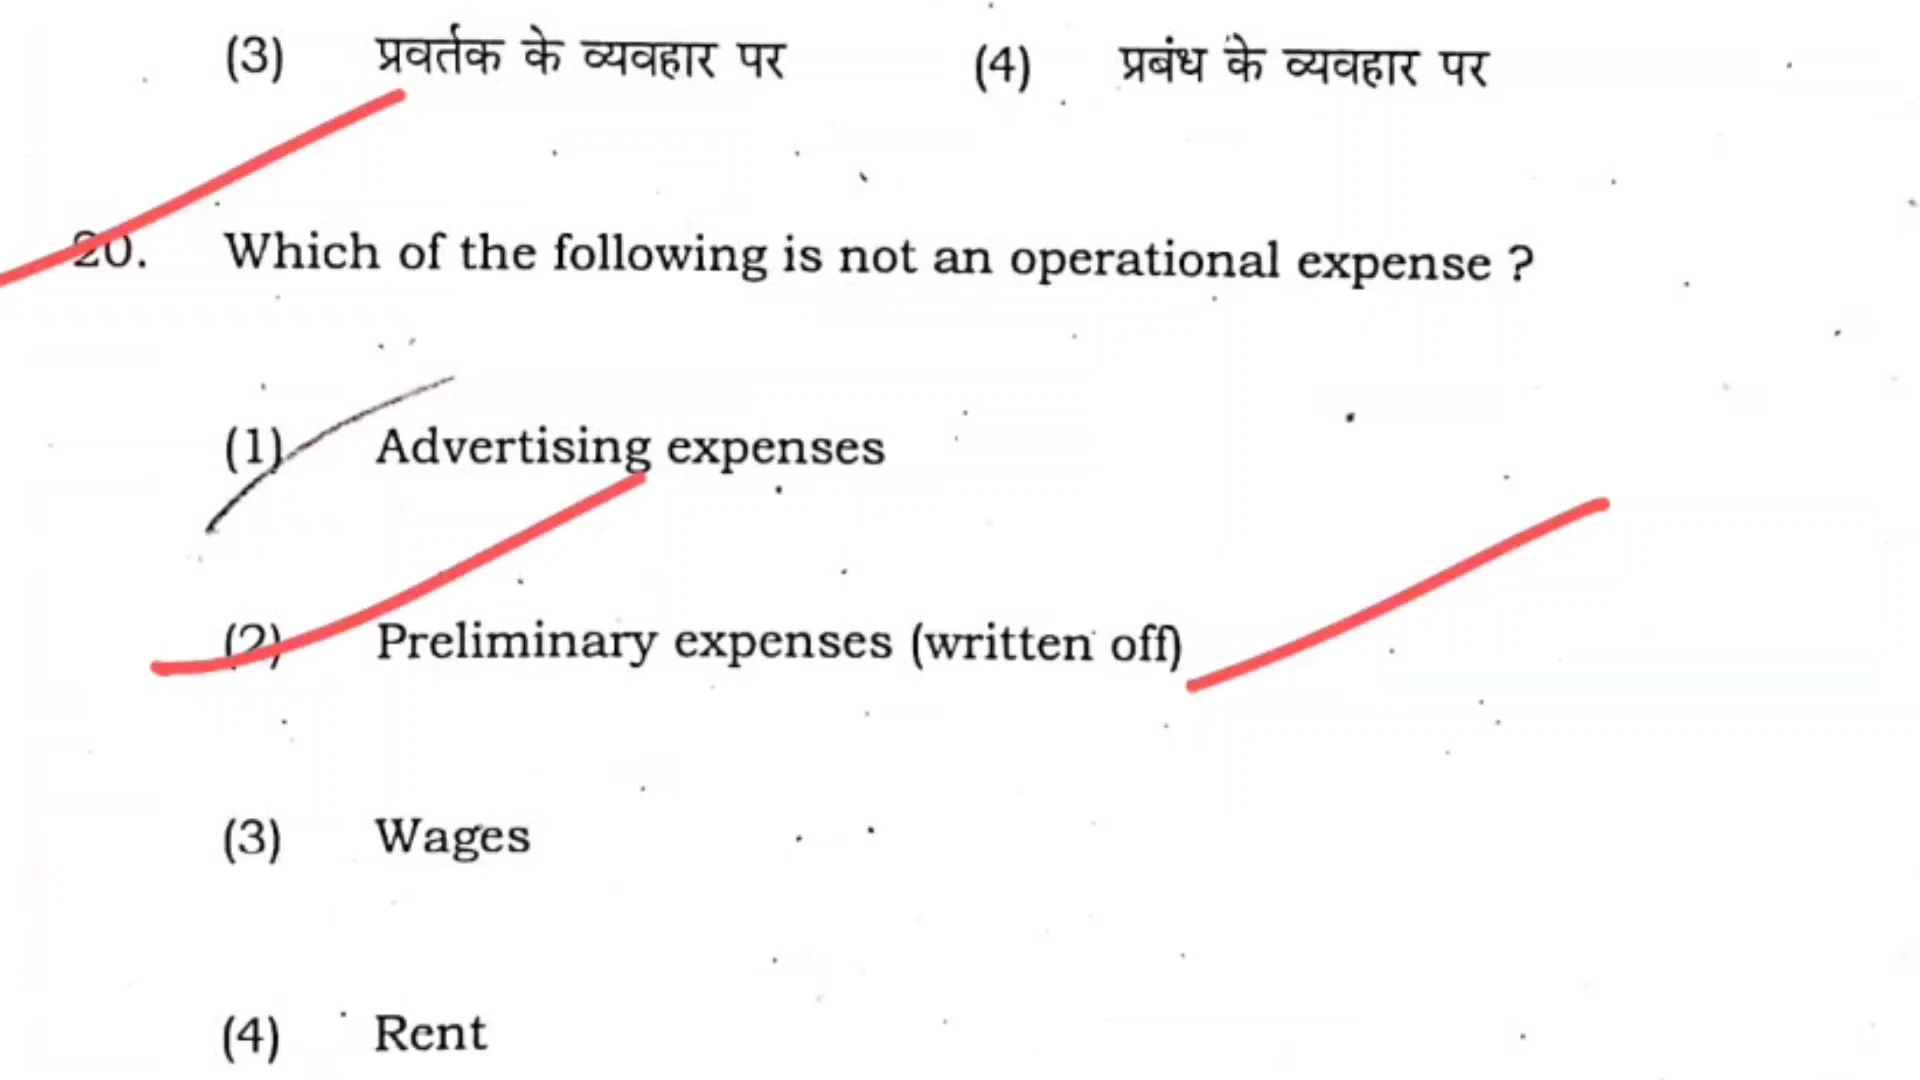 (3) प्रवर्तक के व्यवहार पर (4) प्रबंध के व्यवहार पर
20. Which of the following is not an operational expense ?
(1) Advertising expenses
(2) Preliminary expenses (written off)
(3) Wages
(4) Rent